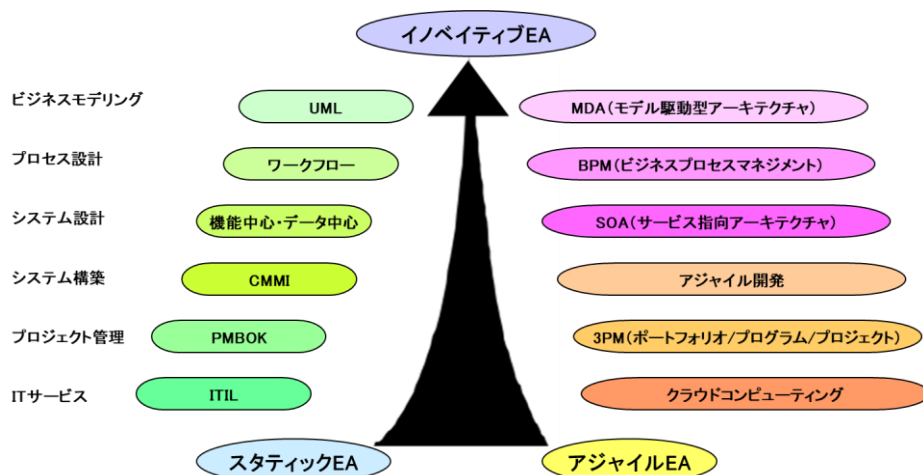 イノベイティブEA
ビジネスモデリング
UML
MDA(モデル駆動型アーキテクチャ)
プロセス設計
ワークフロー
BPM(ビジネスプロセスマネジメント)
システム設計
機能中心・データ中心
SOA(サービス指向アーキテクチャ)
システム構築
CMMI
アジャイル開発
プロジェクト管理
PMBOK
3PM(ポートフォリオ/プログラム/プロジェクト)
ITサービス
ITIL
クラウドコンピューティング
スタティックEA
アジャイルEA